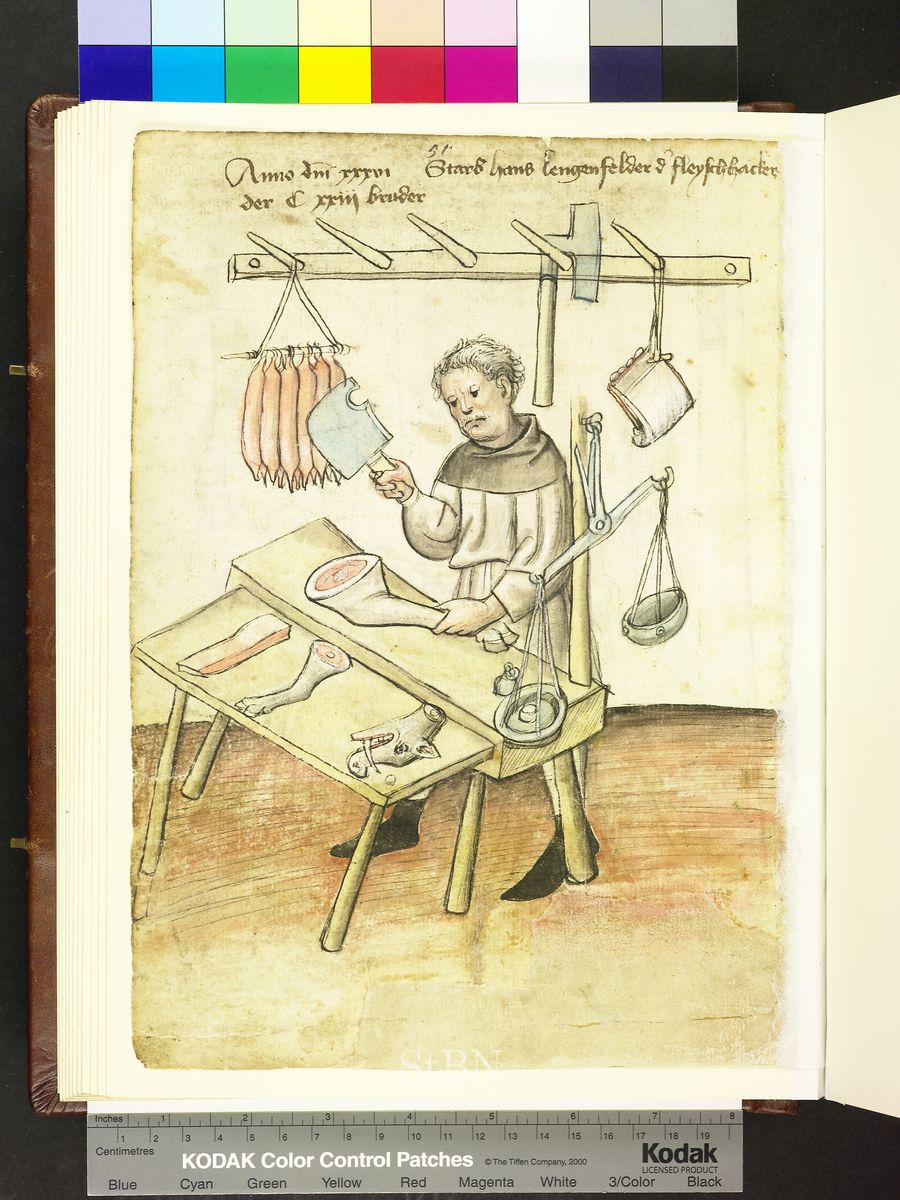 51
Anno dm̄ xxxvi Starb hans lengenfelder d' fleyschhacker
der C xxiii bruder
StBN
Inches 1 2 3 4 5 6 7 8
Centimetres 1 2 3 4 5 6 7 8 9 10 11 12 13 14 15 16 17 18 19
KODAK Color Control Patches © The Tiffen Company, 2000 Kodak
LICENSED PRODUCT
Blue Cyan Green Yellow Red Magenta White 3/Color Black